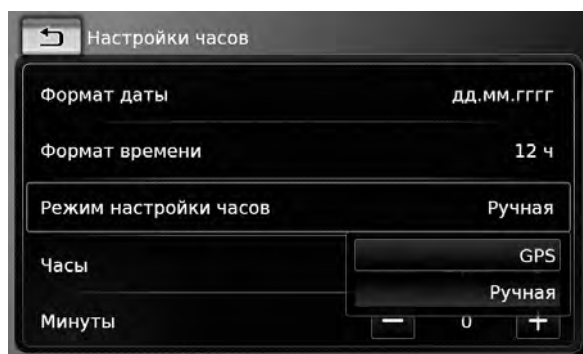 Настройки часов
Формат даты дд.мм.гггг
Формат времени 12 ч
Режим настройки часов Ручная
GPS
Часы
Ручная
Минуты — 0 +